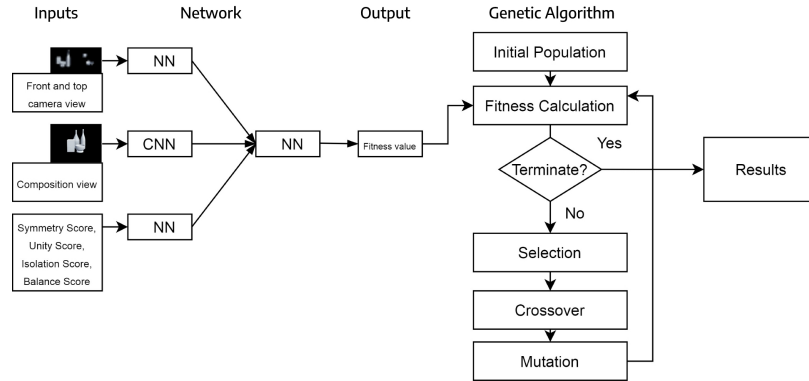 Inputs
Network
Output
Genetic Algorithm
NN
Front and top
camera view
CNN
Composition view
Symmetry Score,
Unity Score,
Isolation Score,
Balance Score
NN
NN
Fitness value
Initial Population
Fitness Calculation
Yes
Terminate?
Results
No
Selection
Crossover
Mutation